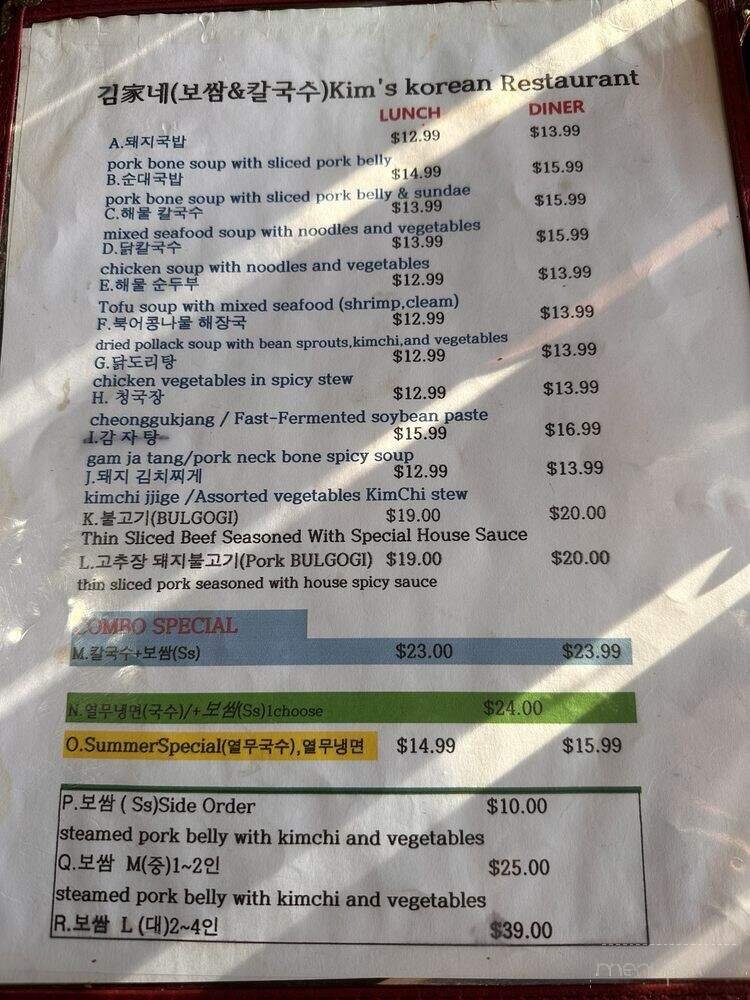 김家네(보쌈&칼국수)Kim's korean Restaurant
LUNCH DINER
A.돼지국밥 $12.99 $13.99
pork bone soup with sliced pork belly
B.순대국밥 $14.99 $15.99
pork bone soup with sliced pork belly & sundae
C.해물 칼국수 $13.99 $15.99
mixed seafood soup with noodles and vegetables
D.닭칼국수 $13.99 $15.99
chicken soup with noodles and vegetables
E.해물 순두부 $12.99 $13.99
Tofu soup with mixed seafood (shrimp,cleam)
F.북어콩나물 해장국 $12.99 $13.99
dried pollack soup with bean sprouts,kimchi,and vegetables
G.닭도리탕 $12.99 $13.99
chicken vegetables in spicy stew
H. 청국장 $12.99 $13.99
cheonggukjang / Fast-Fermented soybean paste
I.감 자 탕 $15.99 $16.99
gam ja tang/pork neck bone spicy soup
J.돼지 김치찌게 $12.99 $13.99
kimchi jjige /Assorted vegetables KimChi stew
K.불고기(BULGOGI) $19.00 $20.00
Thin Sliced Beef Seasoned With Special House Sauce
L.고추장 돼지불고기(Pork BULGOGI) $19.00 $20.00
thin sliced pork seasoned with house spicy sauce
COMBO SPECIAL
M.칼국수+보쌈(Ss) $23.00 $23.99
N.열무냉면(국수)/+보쌈(Ss)1choose $24.00
O.SummerSpecial(열무국수),열무냉면 $14.99 $15.99
P.보쌈 ( Ss)Side Order $10.00
steamed pork belly with kimchi and vegetables
Q.보쌈 M(중)1~2인 $25.00
steamed pork belly with kimchi and vegetables
R.보쌈 L (대)2~4인 $39.00